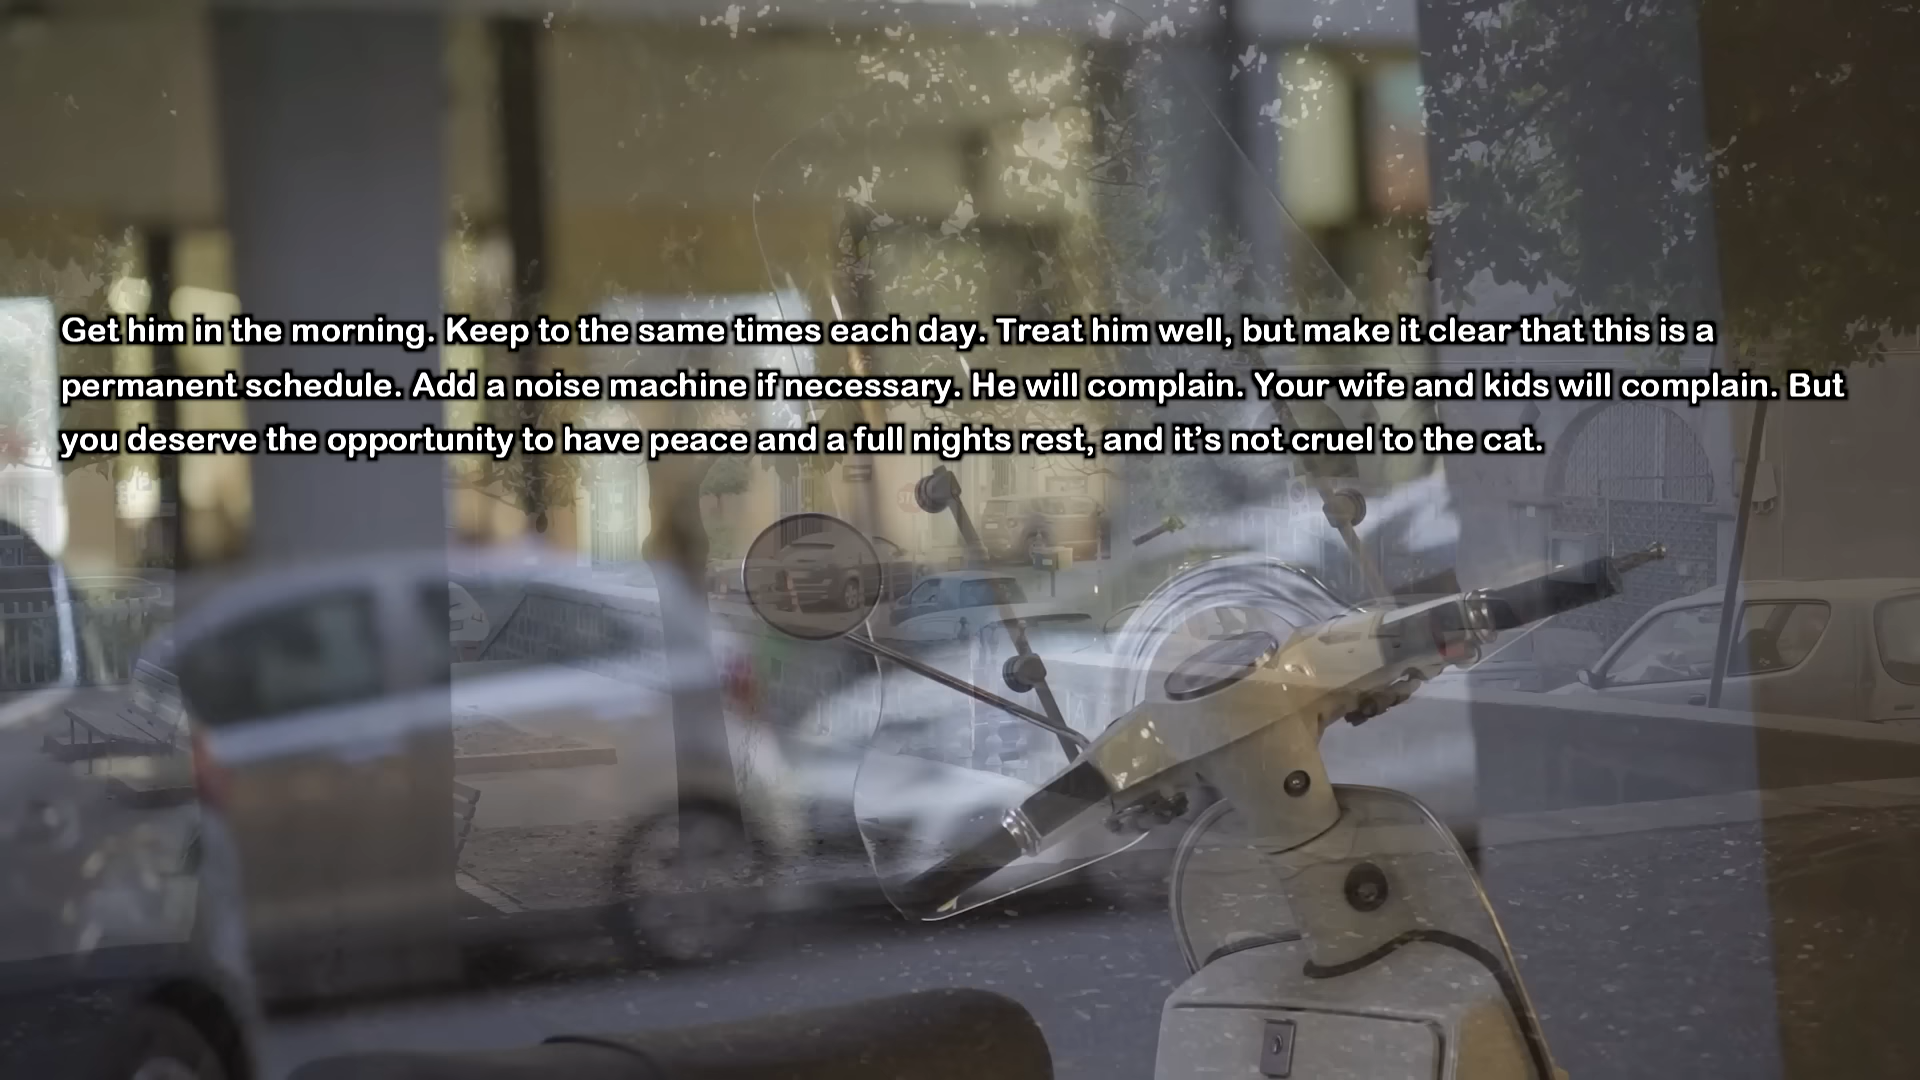 Get him in the morning. Keep to the same times each day. Treat him well, but make it clear that this is a
permanent schedule. Add a noise machine if necessary. He will complain. Your wife and kids will complain. But
you deserve the opportunity to have peace and a full nights rest, and it’s not cruel to the cat.